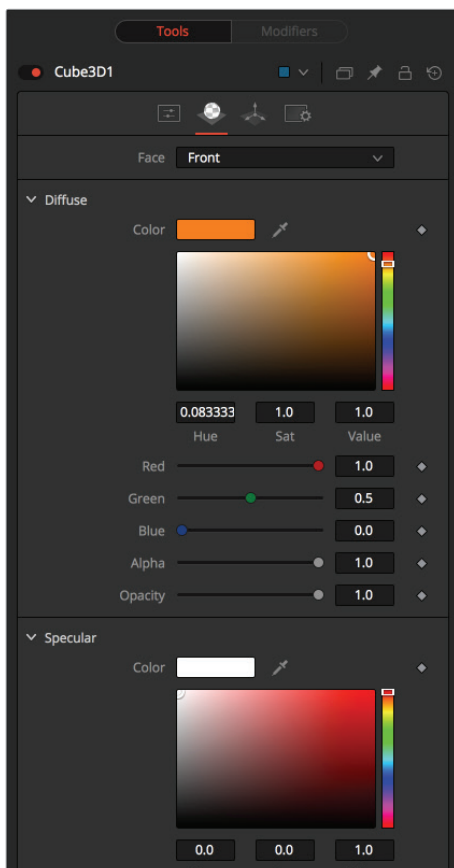 Tools Modifiers
Cube3D1
Face Front
Diffuse
Color
0.083333 1.0 1.0
Hue Sat Value
Red 1.0
Green 0.5
Blue 0.0
Alpha 1.0
Opacity 1.0
Specular
Color
0.0 0.0 1.0